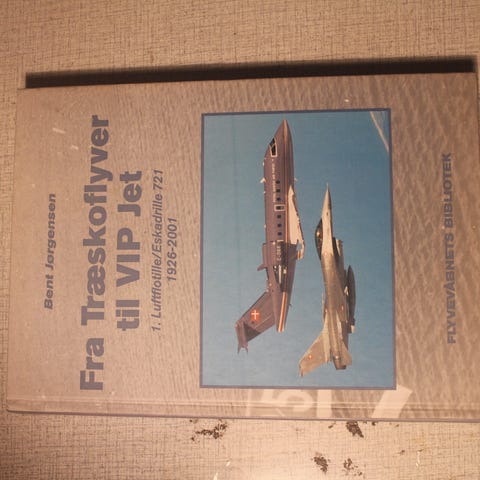 Bent Jørgensen
Fra Træskoflyver
til VIP Jet
1. Luftflotille/Eskadrille 721
1926-2001
FLYVEVÅBNETS BIBLIOTEK